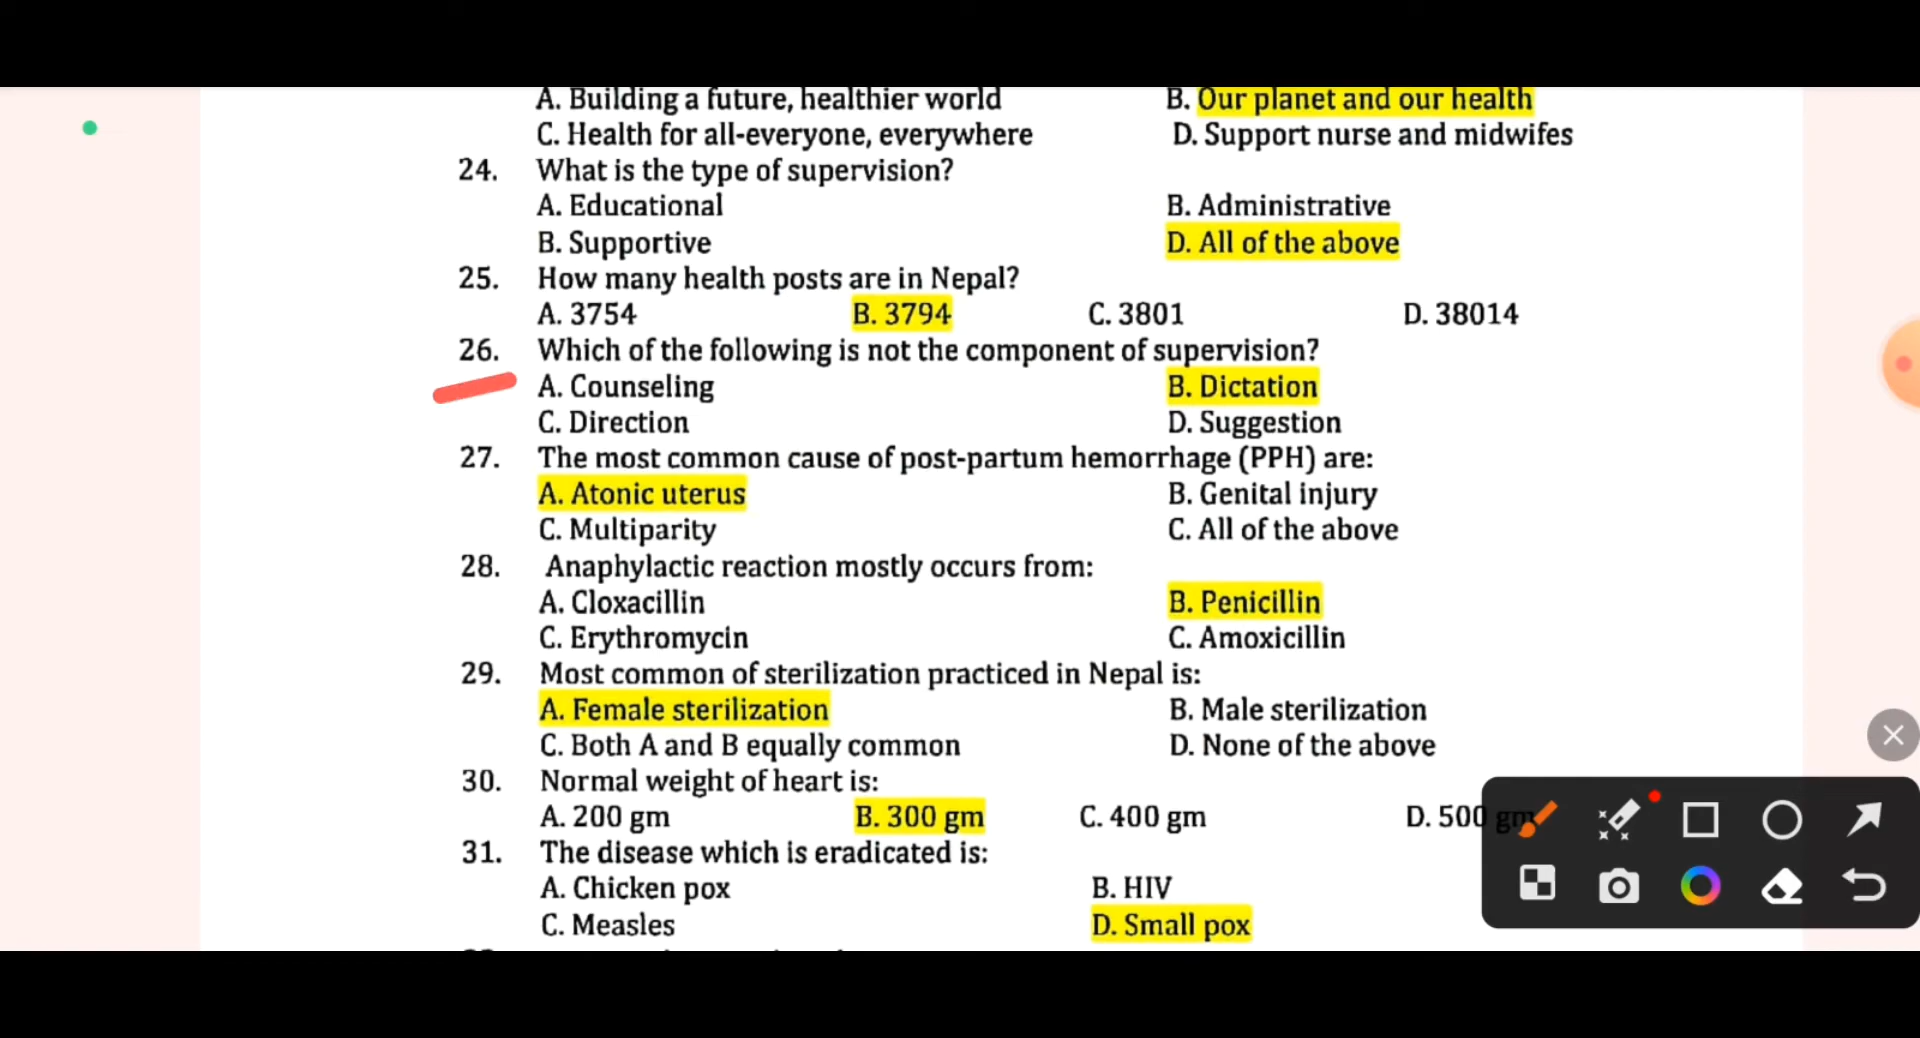 A. Building a future, healthier world B. Our planet and our health
C. Health for all-everyone, everywhere D. Support nurse and midwifes
24. What is the type of supervision?
A. Educational B. Administrative
B. Supportive D. All of the above
25. How many health posts are in Nepal?
A. 3754 B. 3794 C. 3801 D. 38014
26. Which of the following is not the component of supervision?
A. Counseling B. Dictation
C. Direction D. Suggestion
27. The most common cause of post-partum hemorrhage (PPH) are:
A. Atonic uterus B. Genital injury
C. Multiparity C. All of the above
28. Anaphylactic reaction mostly occurs from:
A. Cloxacillin B. Penicillin
C. Erythromycin C. Amoxicillin
29. Most common of sterilization practiced in Nepal is:
A. Female sterilization B. Male sterilization
C. Both A and B equally common D. None of the above
30. Normal weight of heart is:
A. 200 gm B. 300 gm C. 400 gm D. 500 gm
31. The disease which is eradicated is:
A. Chicken pox B. HIV
C. Measles D. Small pox